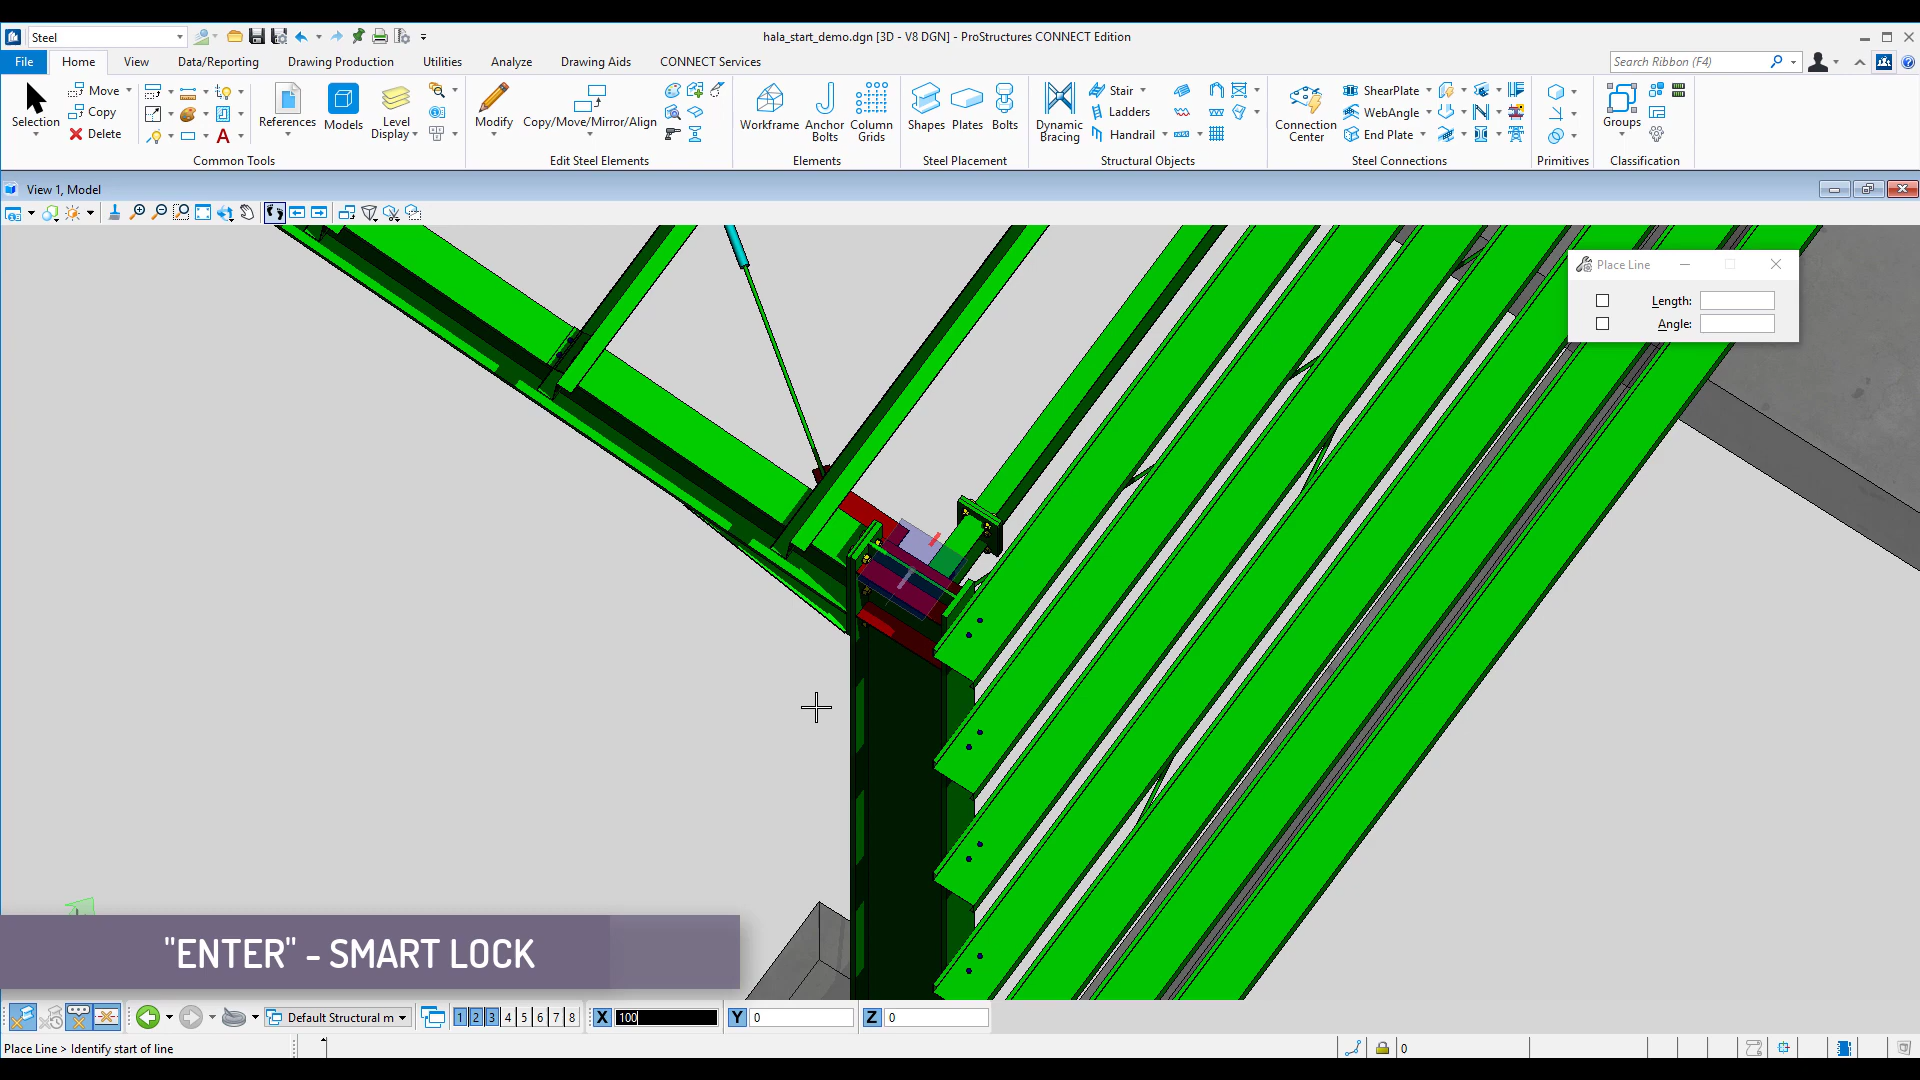 Steel
hala_start_demo.dgn [3D - V8 DGN] - ProStructures CONNECT Edition
File Home View Data/Reporting Drawing Production Utilities Analyze Drawing Aids CONNECT Services
Search Ribbon (F4)
Selection
Move
Copy
Delete
References
Models
Level
Display
Common Tools
Modify
Copy/Move/Mirror/Align
Edit Steel Elements
Workframe
Anchor
Bolts
Column
Grids
Elements
Shapes
Plates
Bolts
Steel Placement
Dynamic
Bracing
Stair
Ladders
Handrail
Structural Objects
Connection
Center
ShearPlate
WebAngle
End Plate
Steel Connections
Primitives
Groups
Classification
View 1, Model
Place Line
Length:
Angle:
"ENTER" - SMART LOCK
Default Structural m
1 2 3 4 5 6 7 8
X 100
Y 0
Z 0
Place Line > Identify start of line
0